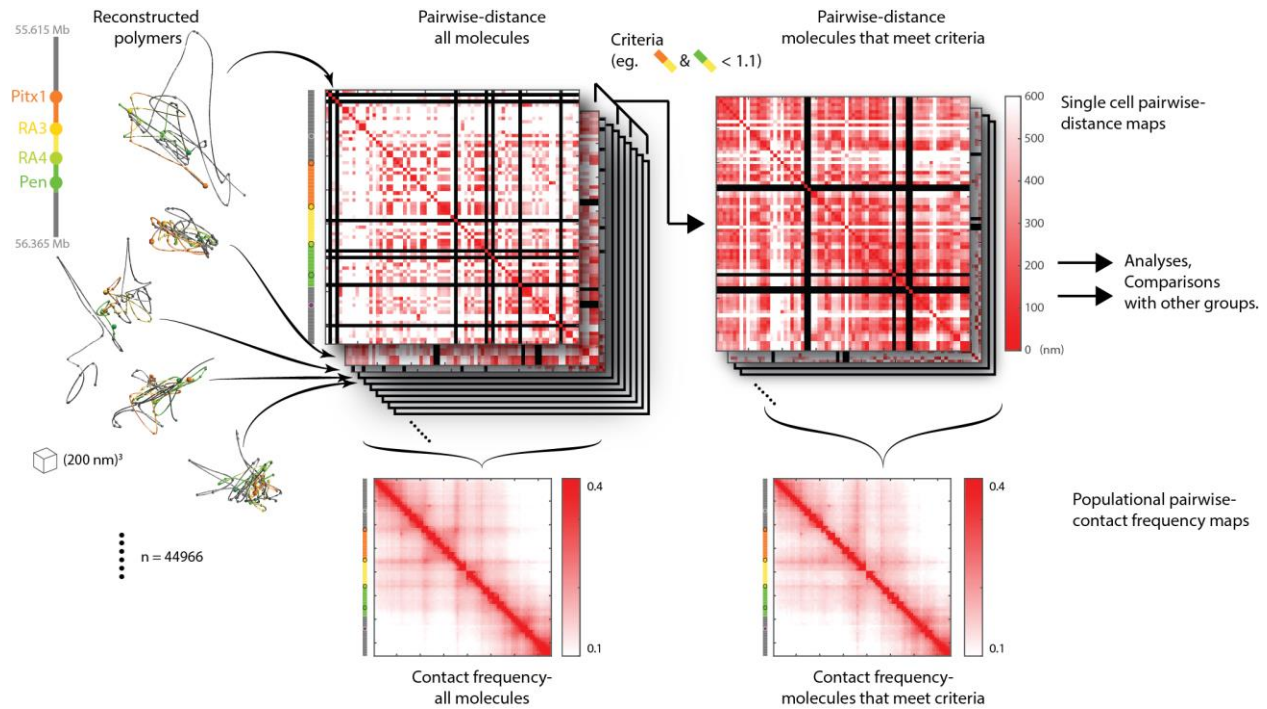 Reconstructed
polymers
Pairwise-distance
all molecules
Pairwise-distance
molecules that meet criteria
Criteria
(eg. & < 1.1)
55.615 Mb
Pitx1
RA3
RA4
Pen
56.365 Mb
600
500
400
300
200
100
0 (nm)
Single cell pairwise-
distance maps
Analyses,
Comparisons
with other groups.
(200 nm)³
n = 44966
0.4
0.1
0.4
0.1
Populational pairwise-
contact frequency maps
Contact frequency-
all molecules
Contact frequency-
molecules that meet criteria